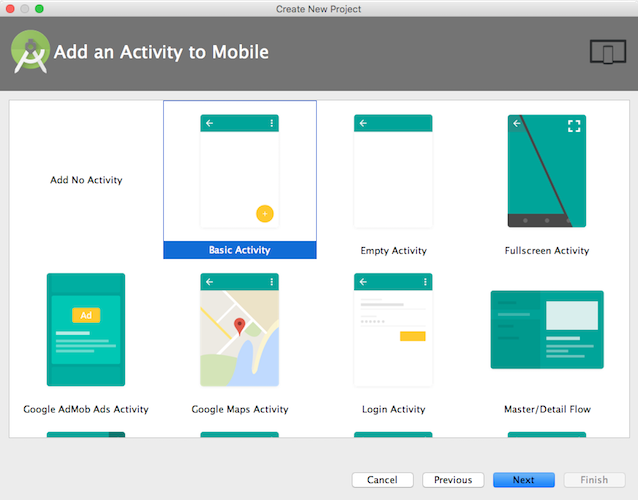 Create New Project
Add an Activity to Mobile
Add No Activity
Basic Activity
Empty Activity
Fullscreen Activity
Ad
Google AdMob Ads Activity
Google Maps Activity
Login Activity
Master/Detail Flow
Cancel
Previous
Next
Finish